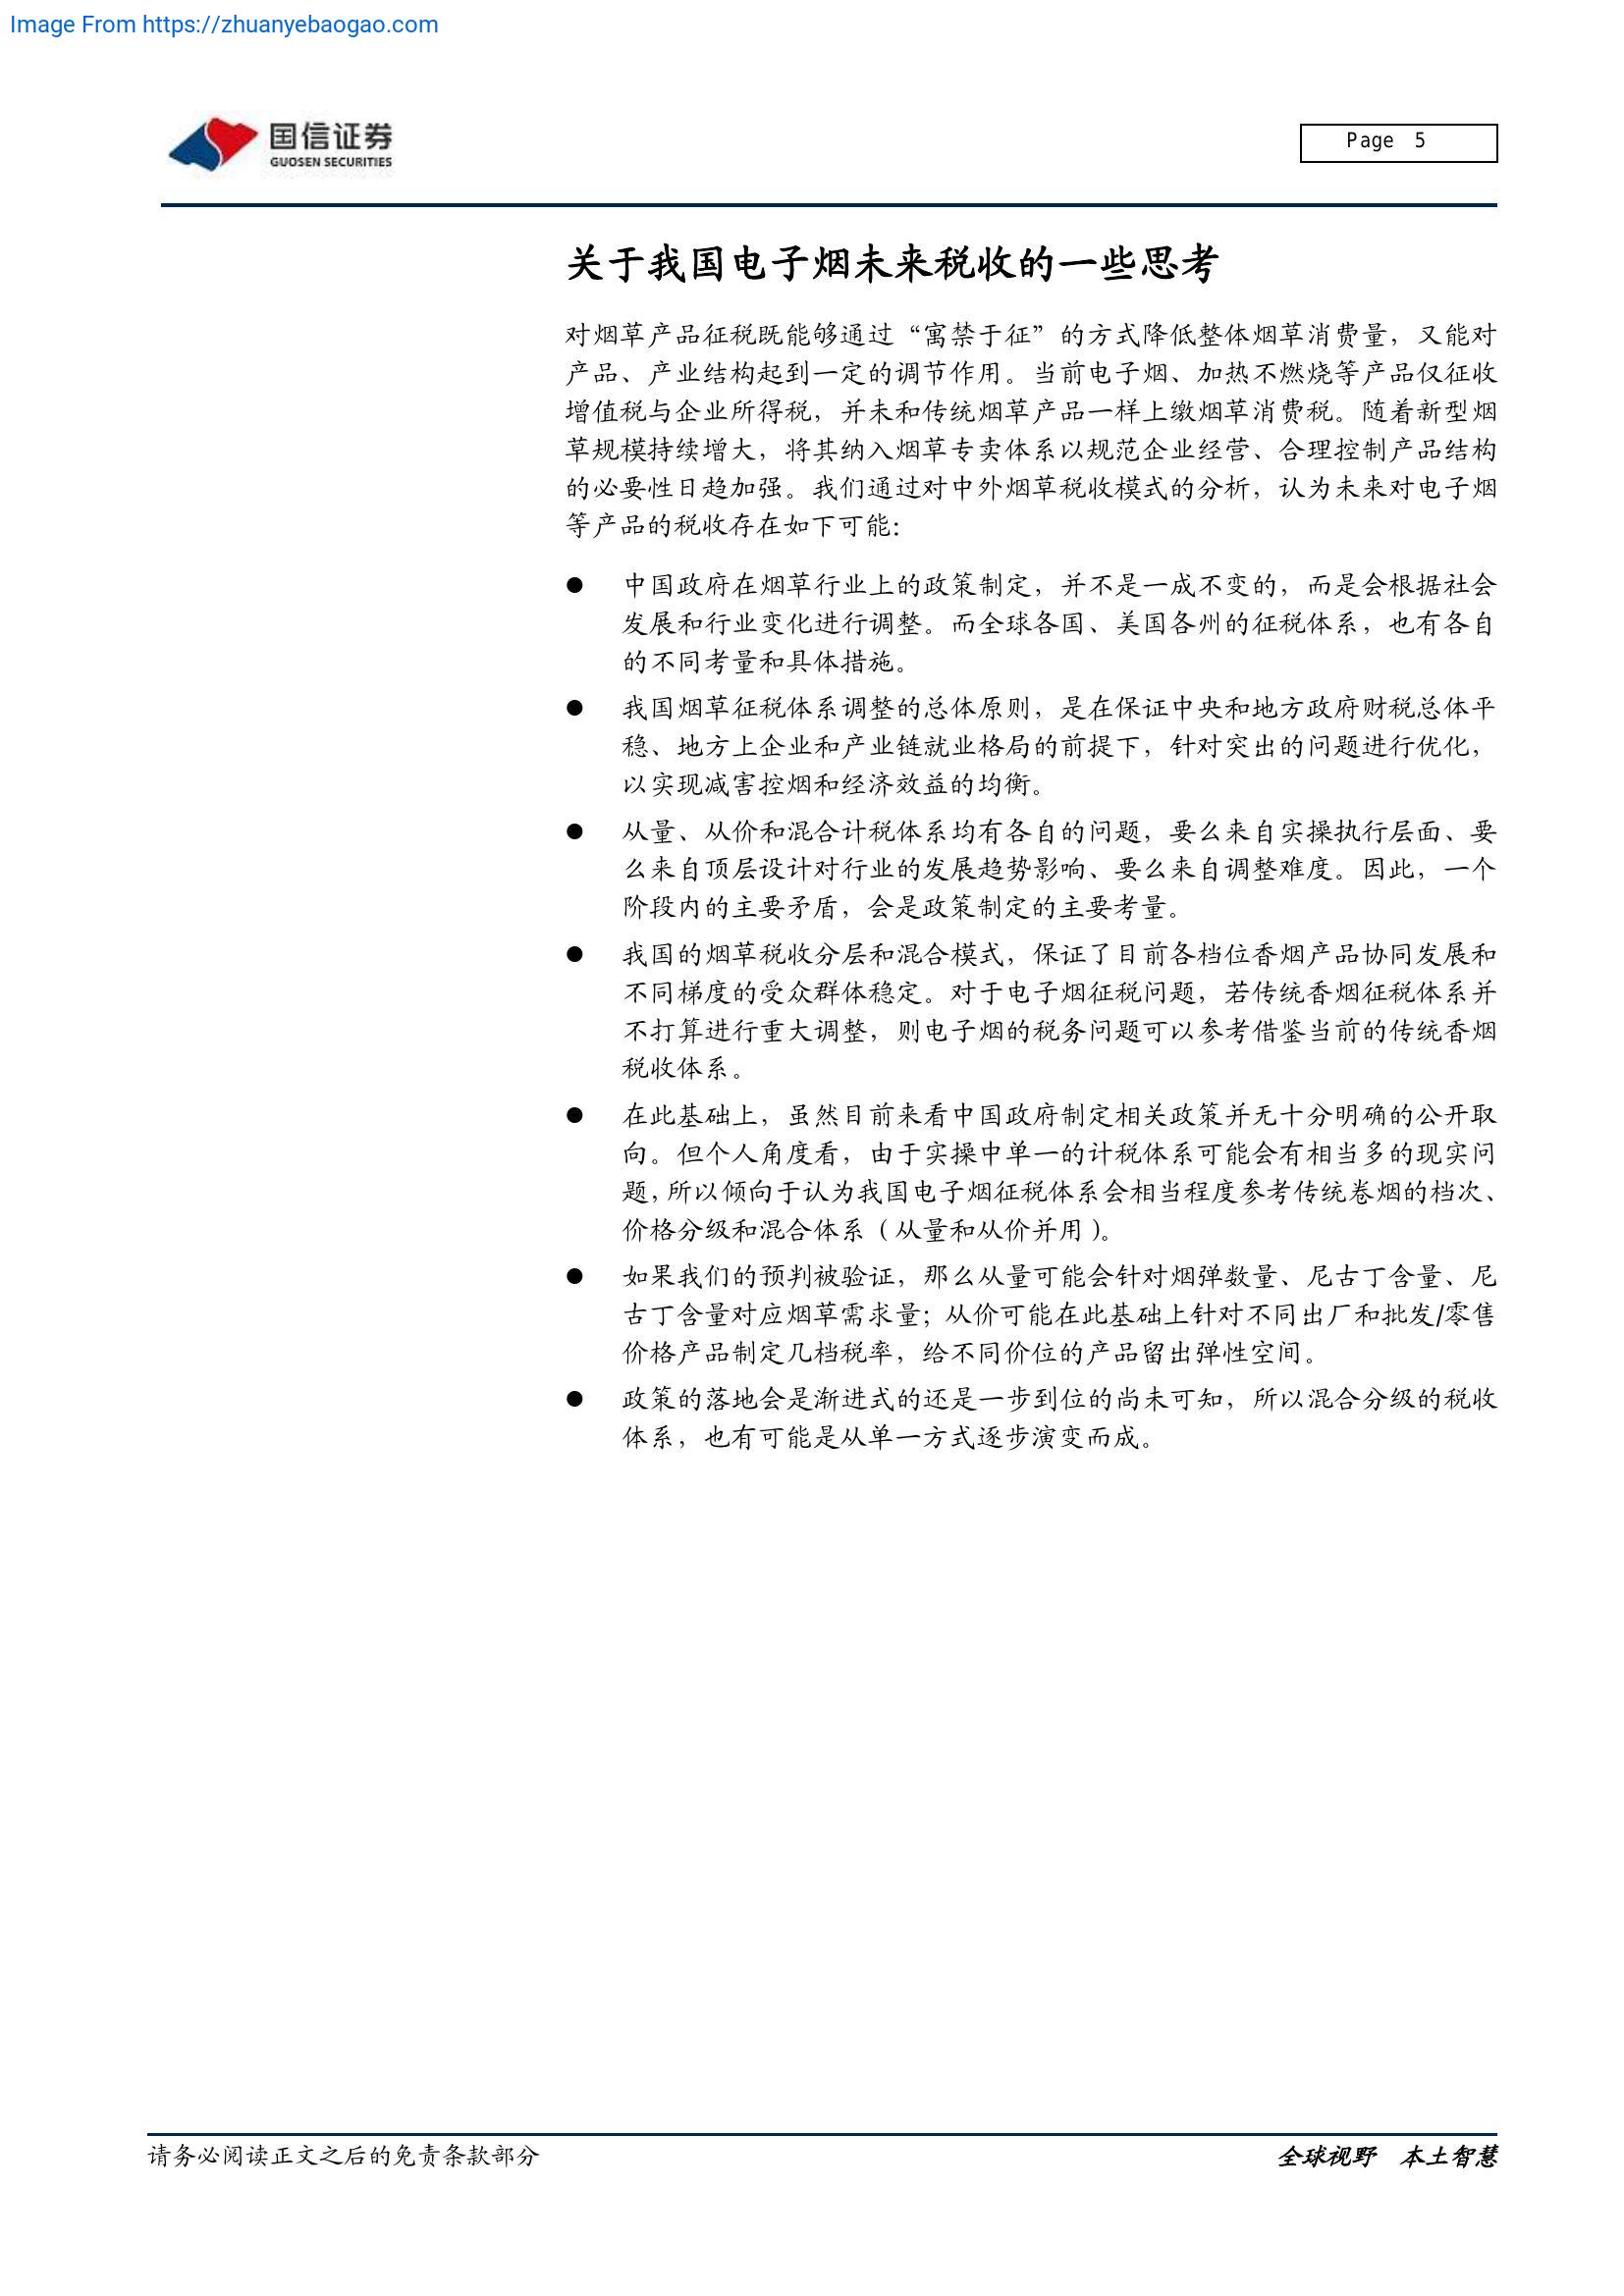 Image From https://zhuanyebaogao.com
国信证券
GUOSEN SECURITIES
Page 5
关于我国电子烟未来税收的一些思考
对烟草产品征税既能够通过“寓禁于征”的方式降低整体烟草消费量，又能对
产品、产业结构起到一定的调节作用。当前电子烟、加热不燃烧等产品仅征收
增值税与企业所得税，并未和传统烟草产品一样上缴烟草消费税。随着新型烟
草规模持续增大，将其纳入烟草专卖体系以规范企业经营、合理控制产品结构
的必要性日趋加强。我们通过对中外烟草税收模式的分析，认为未来对电子烟
等产品的税收存在如下可能：
● 中国政府在烟草行业上的政策制定，并不是一成不变的，而是会根据社会
发展和行业变化进行调整。而全球各国、美国各州的征税体系，也有各自
的不同考量和具体措施。
● 我国烟草征税体系调整的总体原则，是在保证中央和地方政府财税总体平
稳、地方上企业和产业链就业格局的前提下，针对突出的问题进行优化，
以实现减害控烟和经济效益的均衡。
● 从量、从价和混合计税体系均有各自的问题，要么来自实操执行层面、要
么来自顶层设计对行业的发展趋势影响、要么来自调整难度。因此，一个
阶段内的主要矛盾，会是政策制定的主要考量。
● 我国的烟草税收分层和混合模式，保证了目前各档位香烟产品协同发展和
不同梯度的受众群体稳定。对于电子烟征税问题，若传统香烟征税体系并
不打算进行重大调整，则电子烟的税务问题可以参考借鉴当前的传统香烟
税收体系。
● 在此基础上，虽然目前来看中国政府制定相关政策并无十分明确的公开取
向。但个人角度看，由于实操中单一的计税体系可能会有相当多的现实问
题，所以倾向于认为我国电子烟征税体系会相当程度参考传统卷烟的档次、
价格分级和混合体系（从量和从价并用）。
● 如果我们的预判被验证，那么从量可能会针对烟弹数量、尼古丁含量、尼
古丁含量对应烟草需求量；从价可能在此基础上针对不同出厂和批发/零售
价格产品制定几档税率，给不同价位的产品留出弹性空间。
● 政策的落地会是渐进式的还是一步到位的尚未可知，所以混合分级的税收
体系，也有可能是从单一方式逐步演变而成。
请务必阅读正文之后的免责条款部分
全球视野 本土智慧